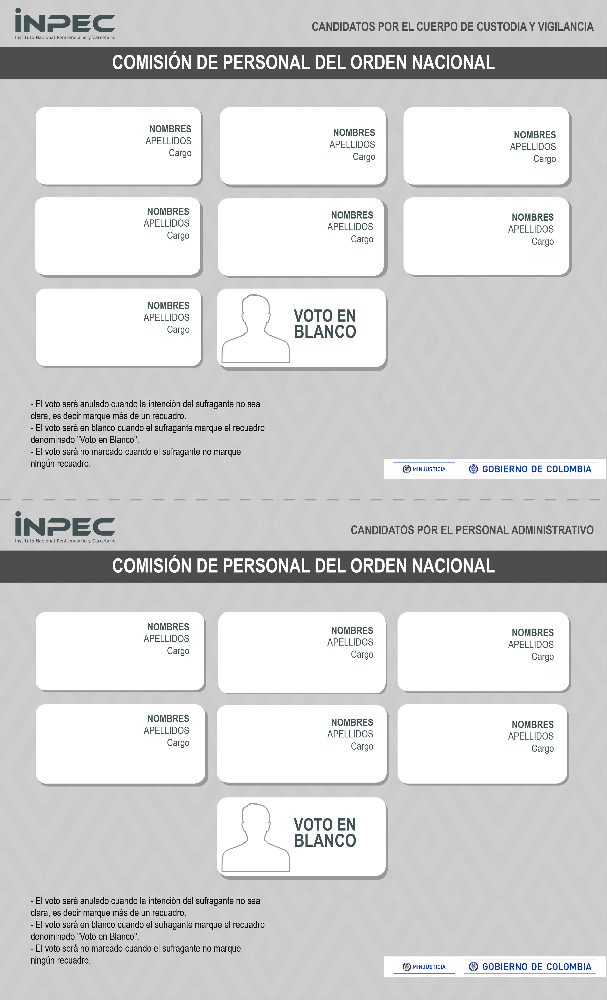 INPEC
Instituto Nacional Penitenciario y Carcelario
CANDIDATOS POR EL CUERPO DE CUSTODIA Y VIGILANCIA
COMISIÓN DE PERSONAL DEL ORDEN NACIONAL
NOMBRES
APELLIDOS
Cargo
NOMBRES
APELLIDOS
Cargo
NOMBRES
APELLIDOS
Cargo
NOMBRES
APELLIDOS
Cargo
NOMBRES
APELLIDOS
Cargo
NOMBRES
APELLIDOS
Cargo
NOMBRES
APELLIDOS
Cargo
VOTO EN
BLANCO
- El voto será anulado cuando la intención del sufragante no sea
clara, es decir marque más de un recuadro.
- El voto será en blanco cuando el sufragante marque el recuadro
denominado "Voto en Blanco".
- El voto será no marcado cuando el sufragante no marque
ningún recuadro.
MINJUSTICIA
GOBIERNO DE COLOMBIA
INPEC
Instituto Nacional Penitenciario y Carcelario
CANDIDATOS POR EL PERSONAL ADMINISTRATIVO
COMISIÓN DE PERSONAL DEL ORDEN NACIONAL
NOMBRES
APELLIDOS
Cargo
NOMBRES
APELLIDOS
Cargo
NOMBRES
APELLIDOS
Cargo
NOMBRES
APELLIDOS
Cargo
NOMBRES
APELLIDOS
Cargo
NOMBRES
APELLIDOS
Cargo
VOTO EN
BLANCO
- El voto será anulado cuando la intención del sufragante no sea
clara, es decir marque más de un recuadro.
- El voto será en blanco cuando el sufragante marque el recuadro
denominado "Voto en Blanco".
- El voto será no marcado cuando el sufragante no marque
ningún recuadro.
MINJUSTICIA
GOBIERNO DE COLOMBIA